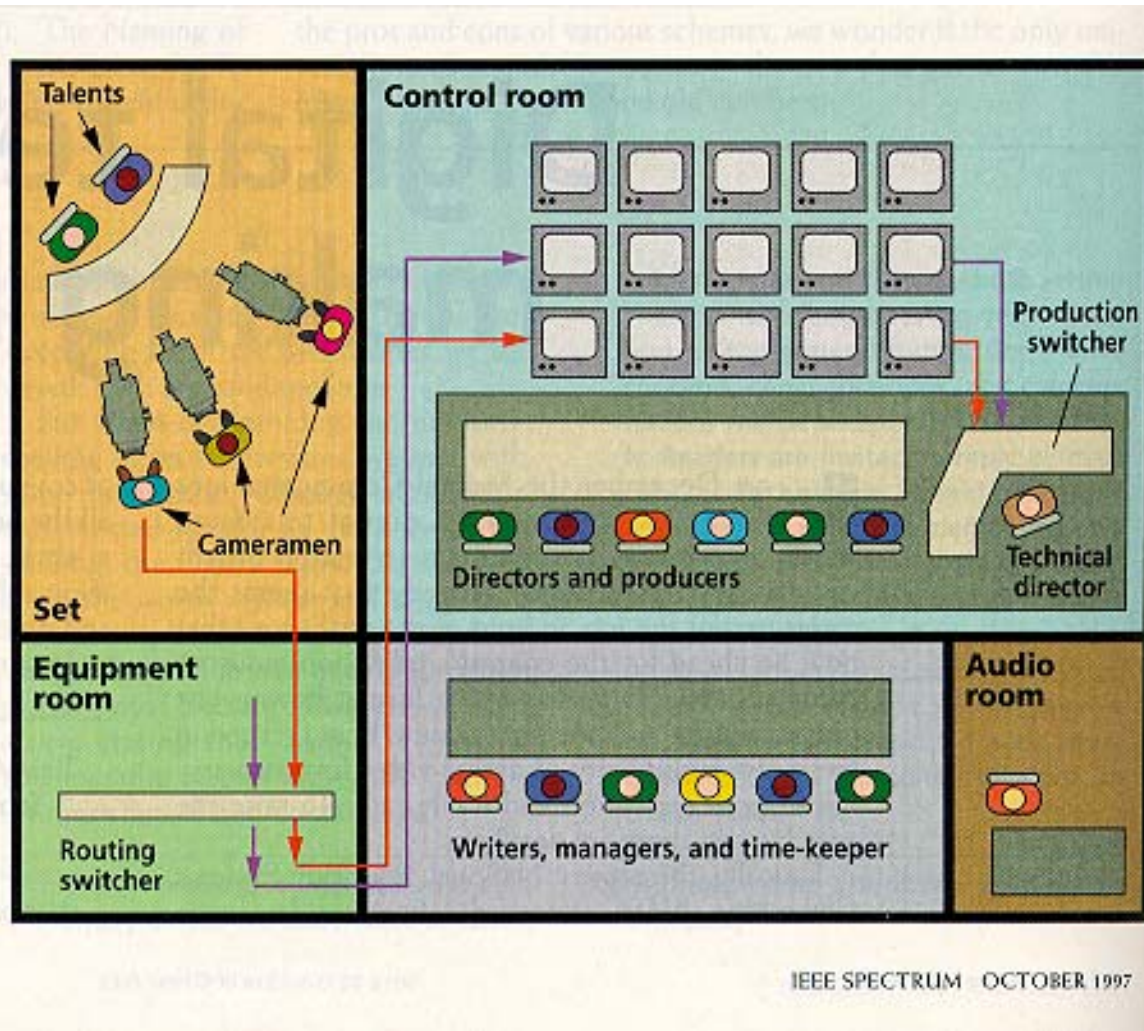 Talents
Control room
Production
switcher
Cameramen
Directors and producers
Technical
director
Set
Equipment
room
Audio
room
Routing
switcher
Writers, managers, and time-keeper
IEEE SPECTRUM OCTOBER 1997